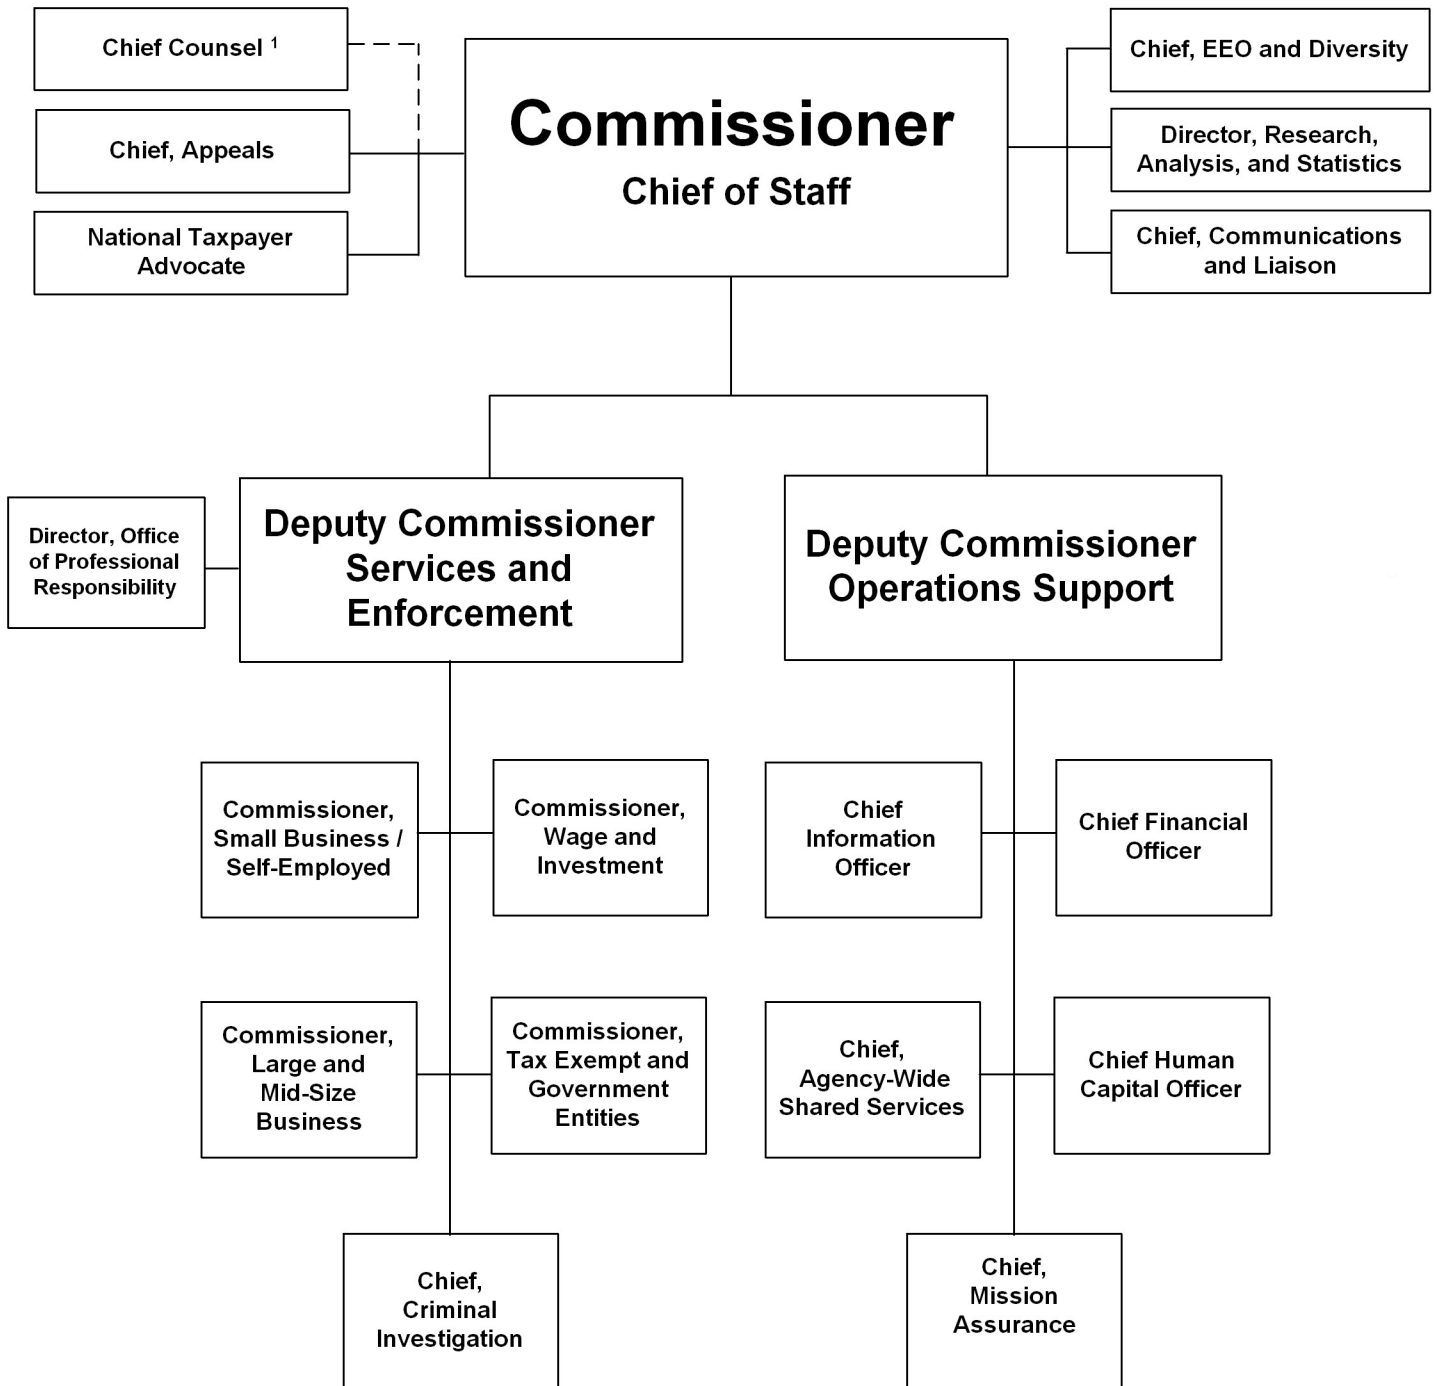 Chief Counsel ¹
Chief, Appeals
National Taxpayer
Advocate
Commissioner
Chief of Staff
Chief, EEO and Diversity
Director, Research,
Analysis, and Statistics
Chief, Communications
and Liaison
Director, Office
of Professional
Responsibility
Deputy Commissioner
Services and
Enforcement
Deputy Commissioner
Operations Support
Commissioner,
Small Business /
Self-Employed
Commissioner,
Wage and
Investment
Chief
Information
Officer
Chief Financial
Officer
Commissioner,
Large and
Mid-Size
Business
Commissioner,
Tax Exempt and
Government
Entities
Chief,
Agency-Wide
Shared Services
Chief Human
Capital Officer
Chief,
Criminal
Investigation
Chief,
Mission
Assurance